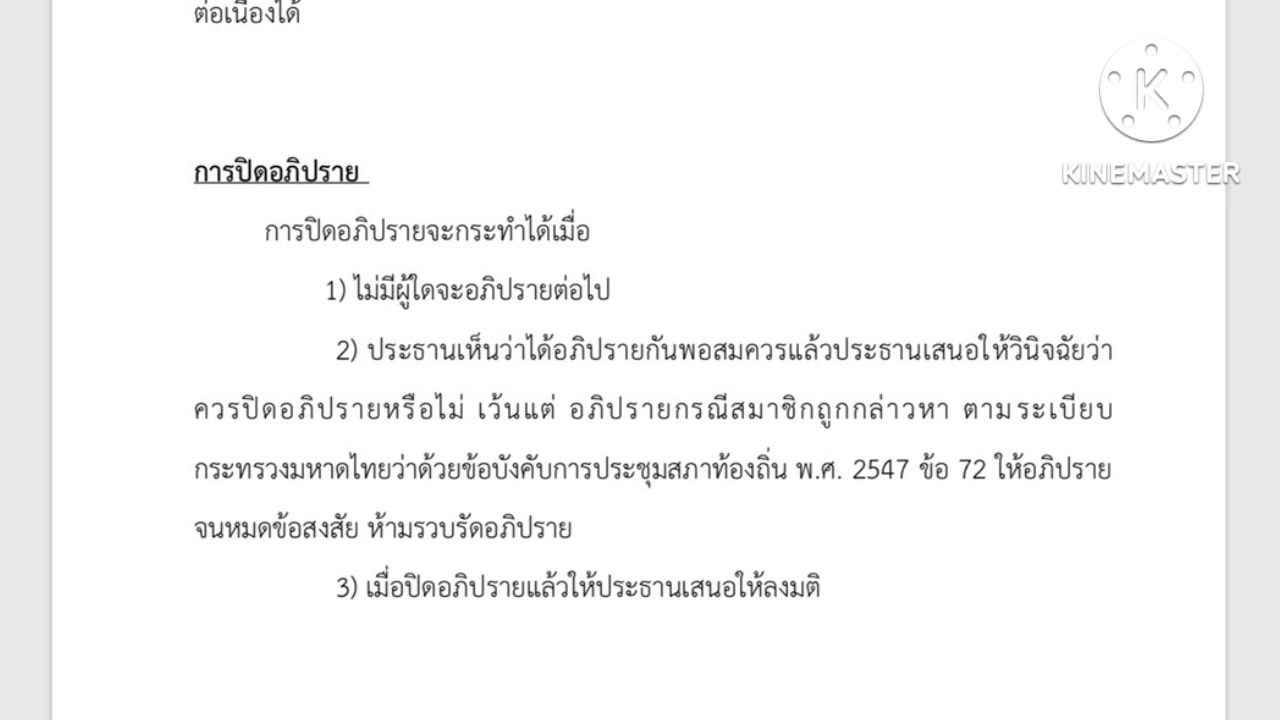 ต่อเนื่องได้
KINEMASTER
การปิดอภิปราย
การปิดอภิปรายจะกระทำได้เมื่อ
1) ไม่มีผู้ใดจะอภิปรายต่อไป
2) ประธานเห็นว่าได้อภิปรายกันพอสมควรแล้วประธานเสนอให้วินิจฉัยว่า
ควรปิดอภิปรายหรือไม่ เว้นแต่ อภิปรายกรณีสมาชิกถูกกล่าวหา ตามระเบียบ
กระทรวงมหาดไทยว่าด้วยข้อบังคับการประชุมสภาท้องถิ่น พ.ศ. 2547 ข้อ 72 ให้อภิปราย
จนหมดข้อสงสัย ห้ามรวบรัดอภิปราย
3) เมื่อปิดอภิปรายแล้วให้ประธานเสนอให้ลงมติ